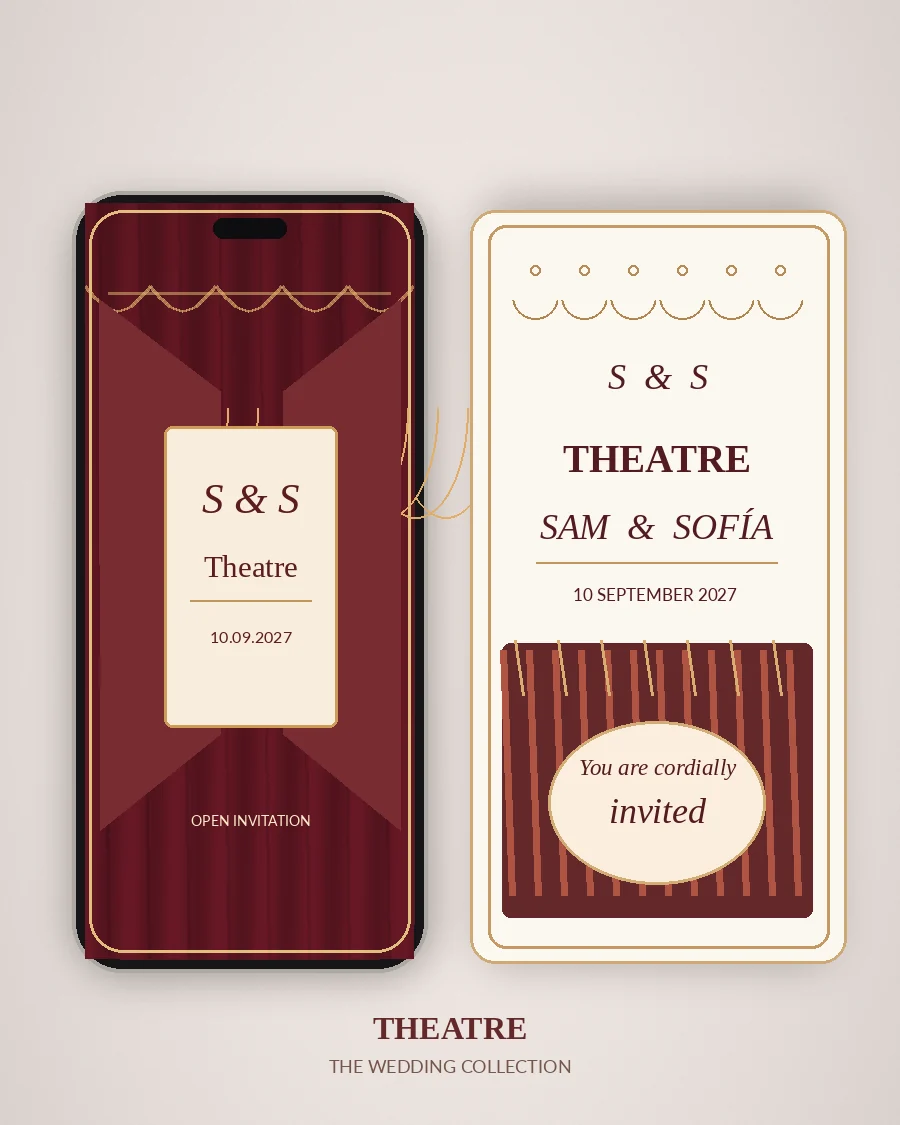 S & S
Theatre
10.09.2027
OPEN INVITATION
S & S
THEATRE
SAM & SOFÍA
10 SEPTEMBER 2027
You are cordially
invited
THEATRE
THE WEDDING COLLECTION